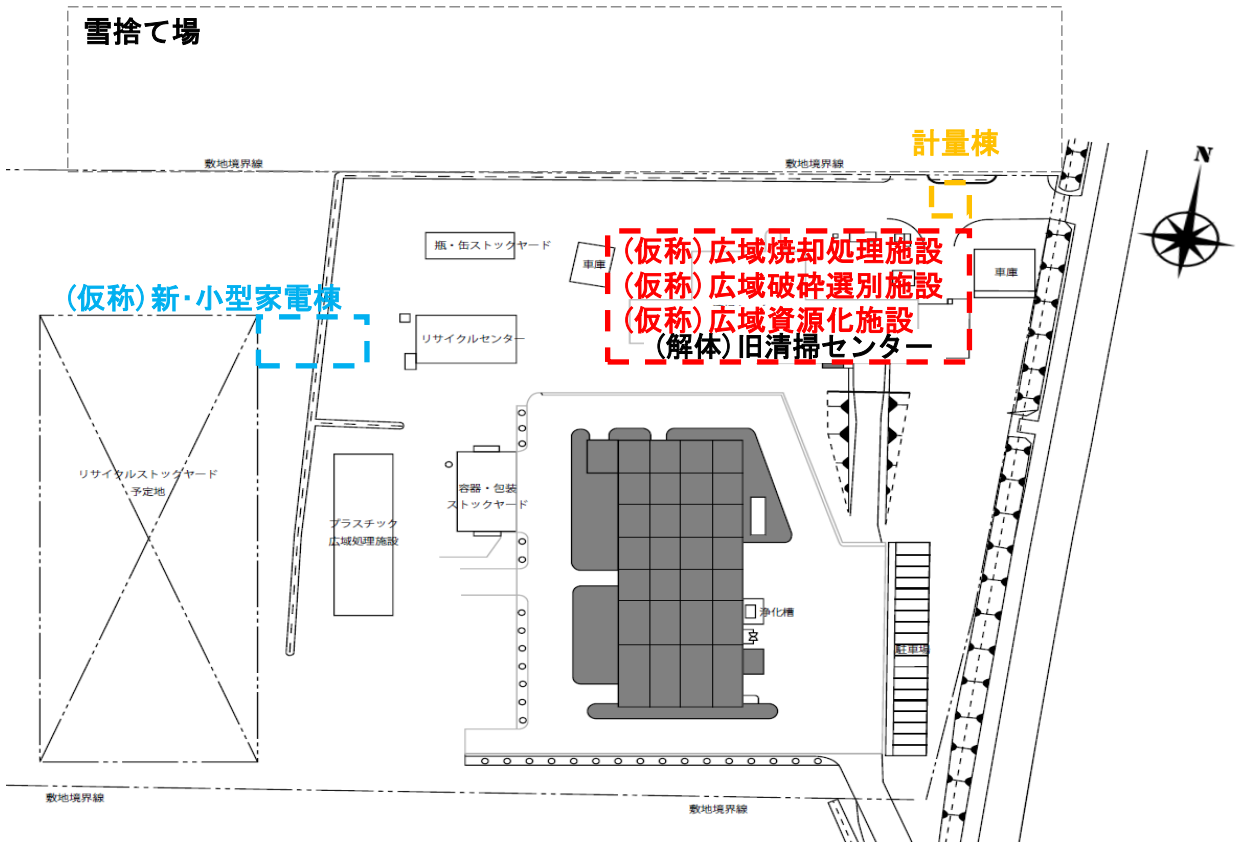 雪捨て場
計量棟
敷地境界線
敷地境界線
N
瓶・缶ストックヤード
車庫
(仮称)広域焼却処理施設
(仮称)広域破砕選別施設
(仮称)広域資源化施設
(解体)旧清掃センター
車庫
(仮称)新・小型家電棟
リサイクルセンター
リサイクルストックヤード
予定地
容器・包装
ストックヤード
プラスチック
広域処理施設
浄化槽
駐車場
敷地境界線
敷地境界線